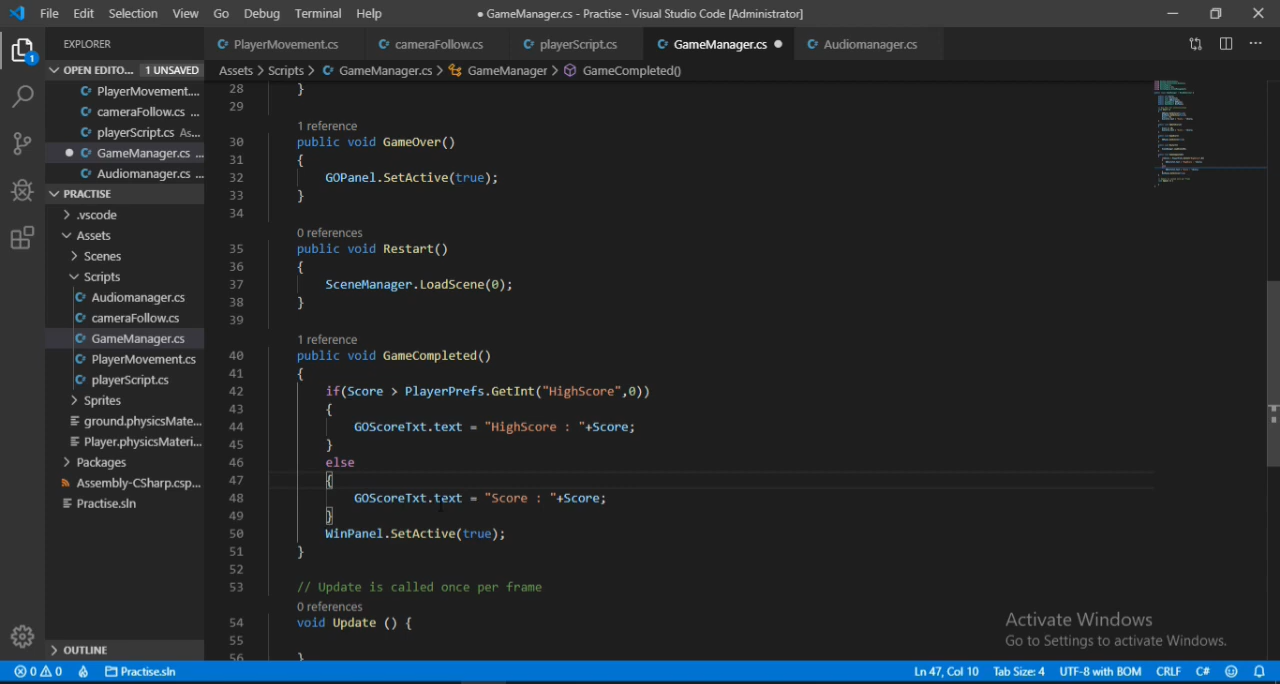 File Edit Selection View Go Debug Terminal Help
● GameManager.cs - Practise - Visual Studio Code [Administrator]
EXPLORER
PlayerMovement.cs cameraFollow.cs playerScript.cs GameManager.cs ● Audiomanager.cs
OPEN EDITO... 1 UNSAVED
Assets > Scripts > GameManager.cs > GameManager > GameCompleted()
1
PlayerMovement....
cameraFollow.cs ...
playerScript.cs As...
● GameManager.cs ...
Audiomanager.cs ...
PRACTISE
.vscode
Assets
Scenes
Scripts
Audiomanager.cs
cameraFollow.cs
GameManager.cs
PlayerMovement.cs
playerScript.cs
Sprites
ground.physicsMate...
Player.physicsMateri...
Packages
Assembly-CSharp.csp...
Practise.sln
OUTLINE
28 }
29
1 reference
30 public void GameOver()
31 {
32 GOPanel.SetActive(true);
33 }
34
0 references
35 public void Restart()
36 {
37 SceneManager.LoadScene(0);
38 }
39
1 reference
40 public void GameCompleted()
41 {
42 if(Score > PlayerPrefs.GetInt("HighScore",0))
43 {
44 GOScoreTxt.text = "HighScore : "+Score;
45 }
46 else
47 {
48 GOScoreTxt.text = "Score : "+Score;
49 }
50 WinPanel.SetActive(true);
51 }
52
53 // Update is called once per frame
0 references
54 void Update () {
55
56 }
Activate Windows
Go to Settings to activate Windows.
0 0 Practise.sln Ln 47, Col 10 Tab Size: 4 UTF-8 with BOM CRLF C#